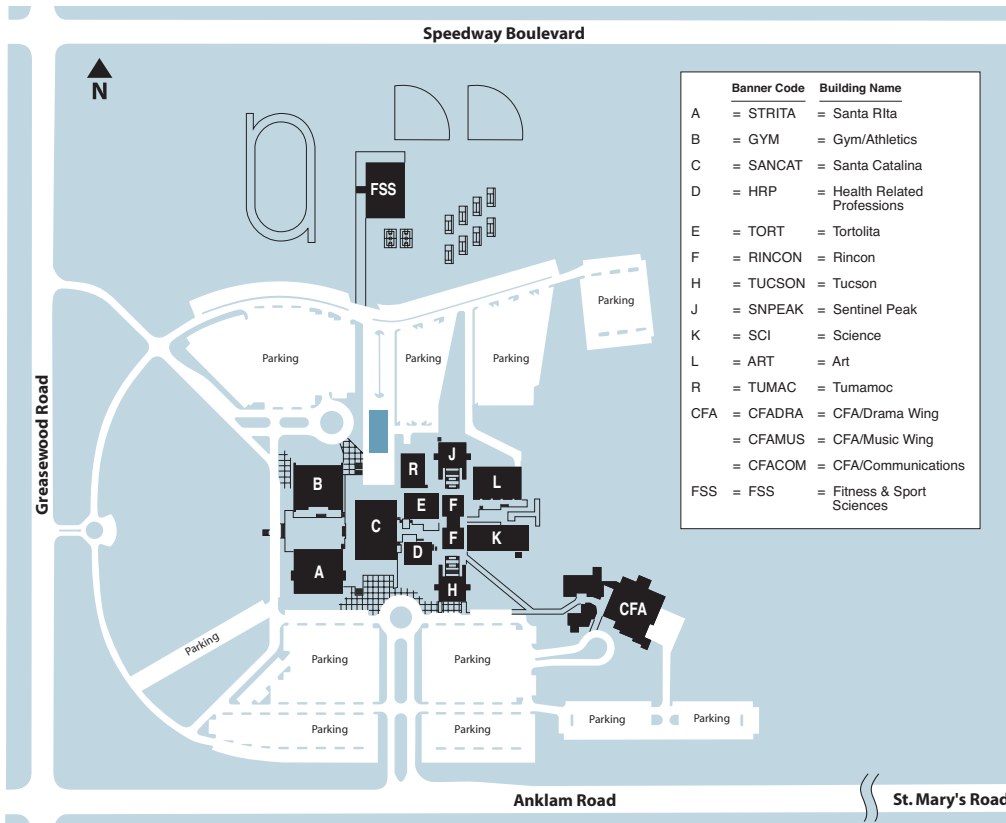 Speedway Boulevard
N
Banner Code Building Name
A = STRITA = Santa RIta
B = GYM = Gym/Athletics
C = SANCAT = Santa Catalina
D = HRP = Health Related
Professions
E = TORT = Tortolita
F = RINCON = Rincon
H = TUCSON = Tucson
J = SNPEAK = Sentinel Peak
K = SCI = Science
L = ART = Art
R = TUMAC = Tumamoc
CFA = CFADRA = CFA/Drama Wing
= CFAMUS = CFA/Music Wing
= CFACOM = CFA/Communications
FSS = FSS = Fitness & Sport
Sciences
FSS
Parking
Parking
Parking
Parking
Greasewood Road
J
R
L
B
E
F
C
F
K
D
A
H
CFA
Parking
Parking
Parking
Parking
Parking
Parking
Parking
Anklam Road
St. Mary's Road